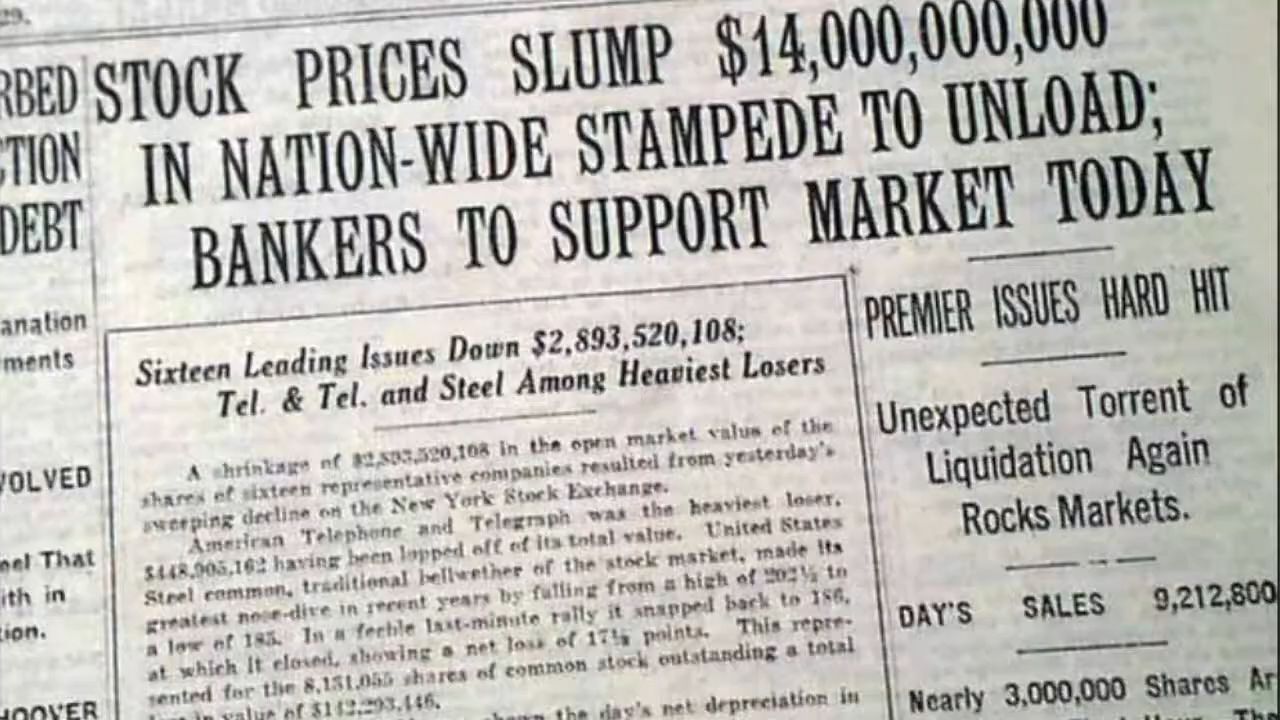 29.
RBED
CTION
DEBT
anation
ments
VOLVED
nel That
ith in
tion.
HOOVER
STOCK PRICES SLUMP $14,000,000,000
IN NATION-WIDE STAMPEDE TO UNLOAD;
BANKERS TO SUPPORT MARKET TODAY
Sixteen Leading Issues Down $2,893,520,108;
Tel. & Tel. and Steel Among Heaviest Losers
A shrinkage of $2,893,520,108 in the open market value of the
shares of sixteen representative companies resulted from yesterday's
sweeping decline on the New York Stock Exchange.
American Telephone and Telegraph was the heaviest loser,
$448,905,162 having been lopped off of its total value. United States
Steel common, traditional bellwether of the stock market, made its
greatest nose-dive in recent years by falling from a high of 202½ to
a low of 185. In a feeble last-minute rally it snapped back to 186,
at which it closed, showing a net loss of points. This repre-
sented for the 8,131,055 shares of common stock outstanding a total
in value of $142,293,446.
the day's net depreciation in
PREMIER ISSUES HARD HIT
Unexpected Torrent of
Liquidation Again
Rocks Markets.
DAY'S SALES 9,212,800
Nearly 3,000,000 Shares Ar